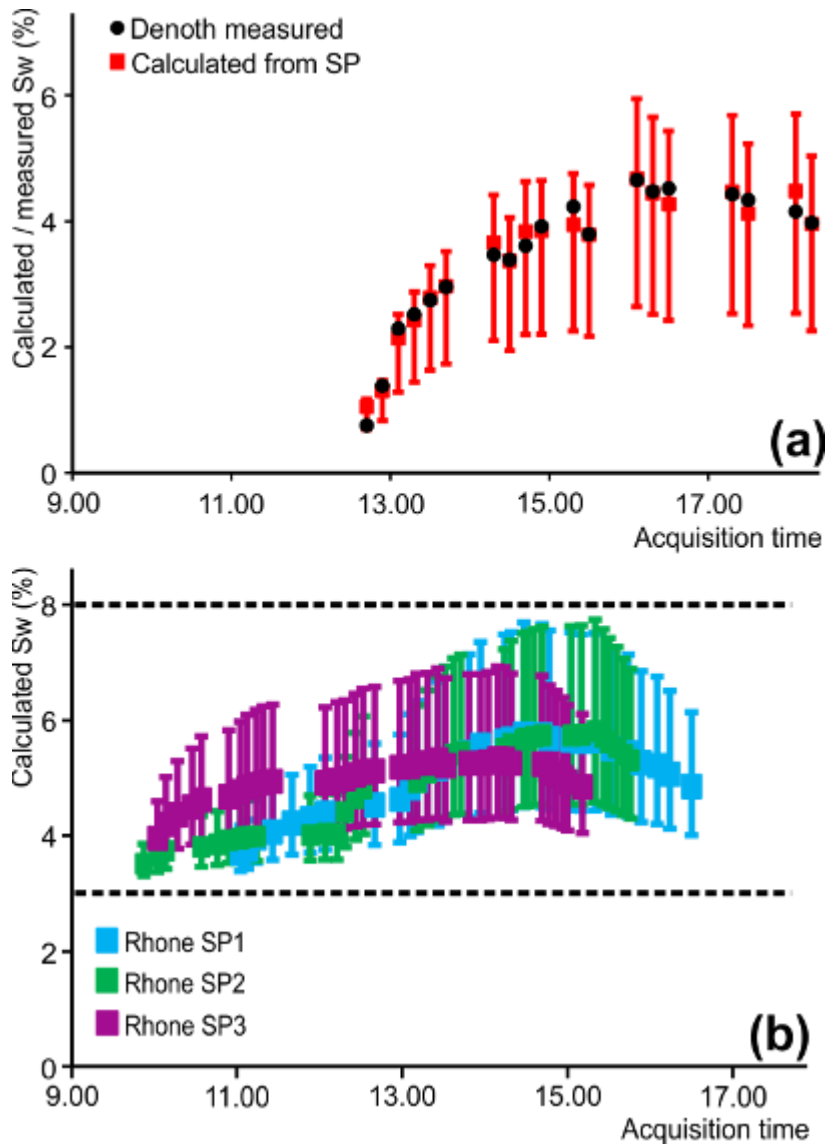 Calculated / measured Sw (%)
Denoth measured
Calculated from SP
6
4
2
0
(a)
9.00 11.00 13.00 15.00 17.00
Acquisition time
Calculated Sw (%)
8
6
4
2
0
Rhone SP1
Rhone SP2
Rhone SP3
(b)
9.00 11.00 13.00 15.00 17.00
Acquisition time